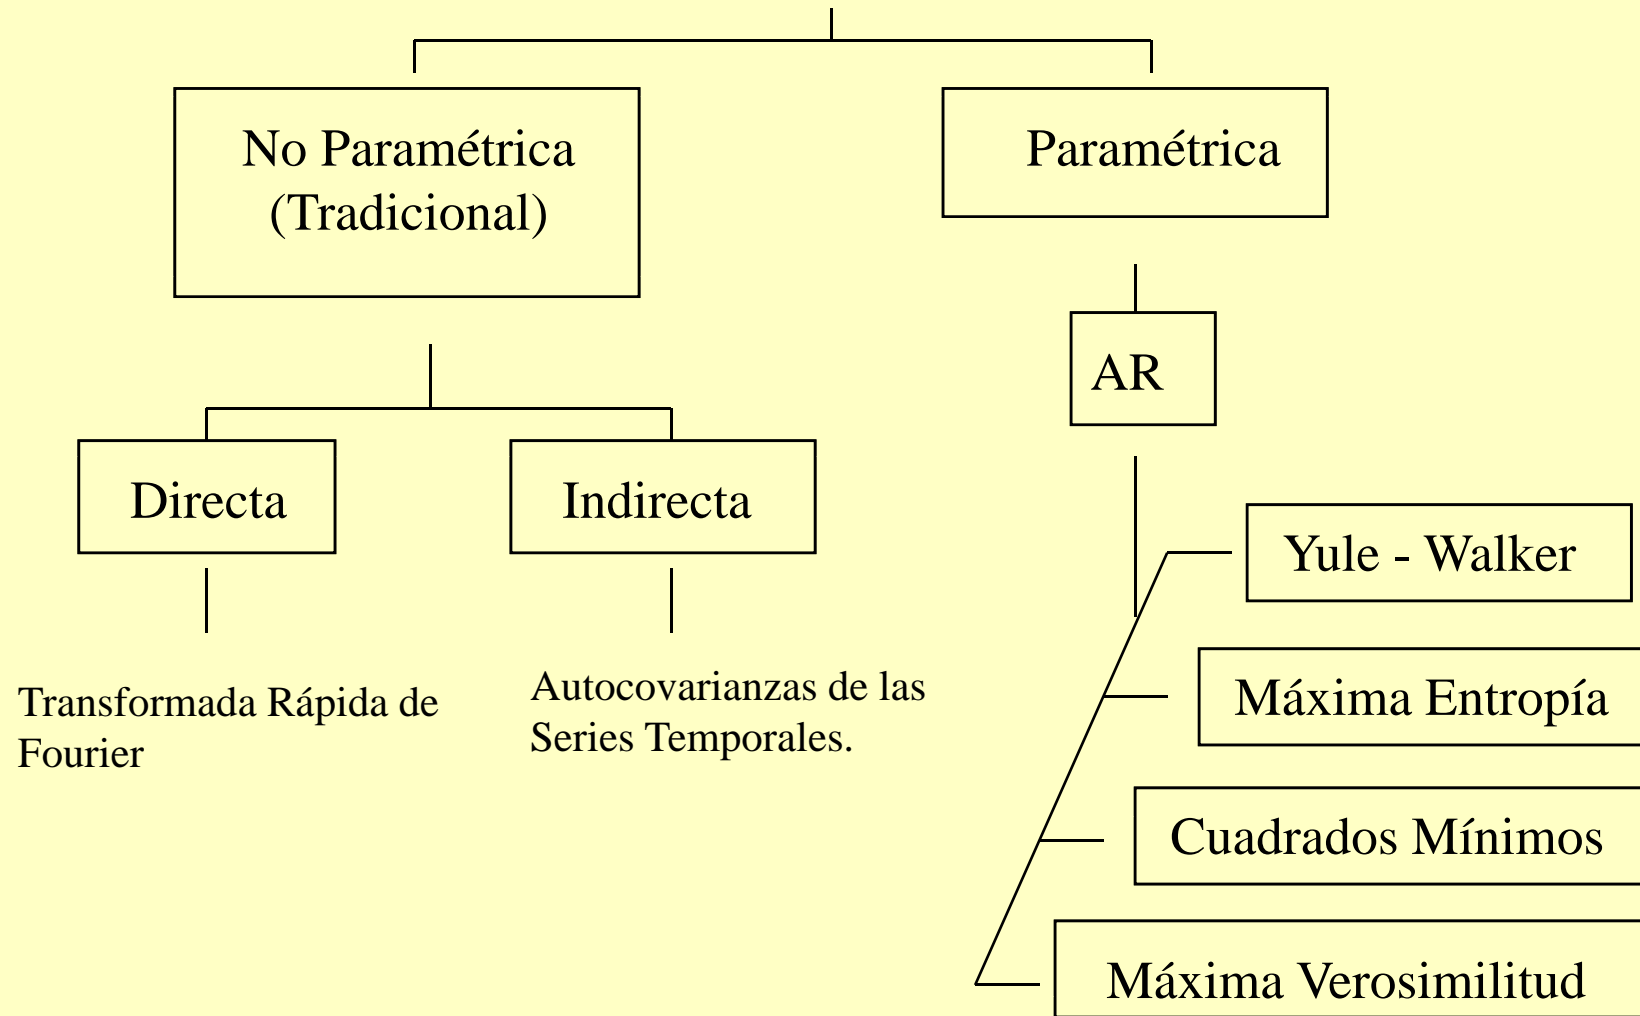 No Paramétrica
(Tradicional)
Paramétrica
AR
Directa
Indirecta
Transformada Rápida de
Fourier
Autocovarianzas de las
Series Temporales.
Yule - Walker
Máxima Entropía
Cuadrados Mínimos
Máxima Verosimilitud